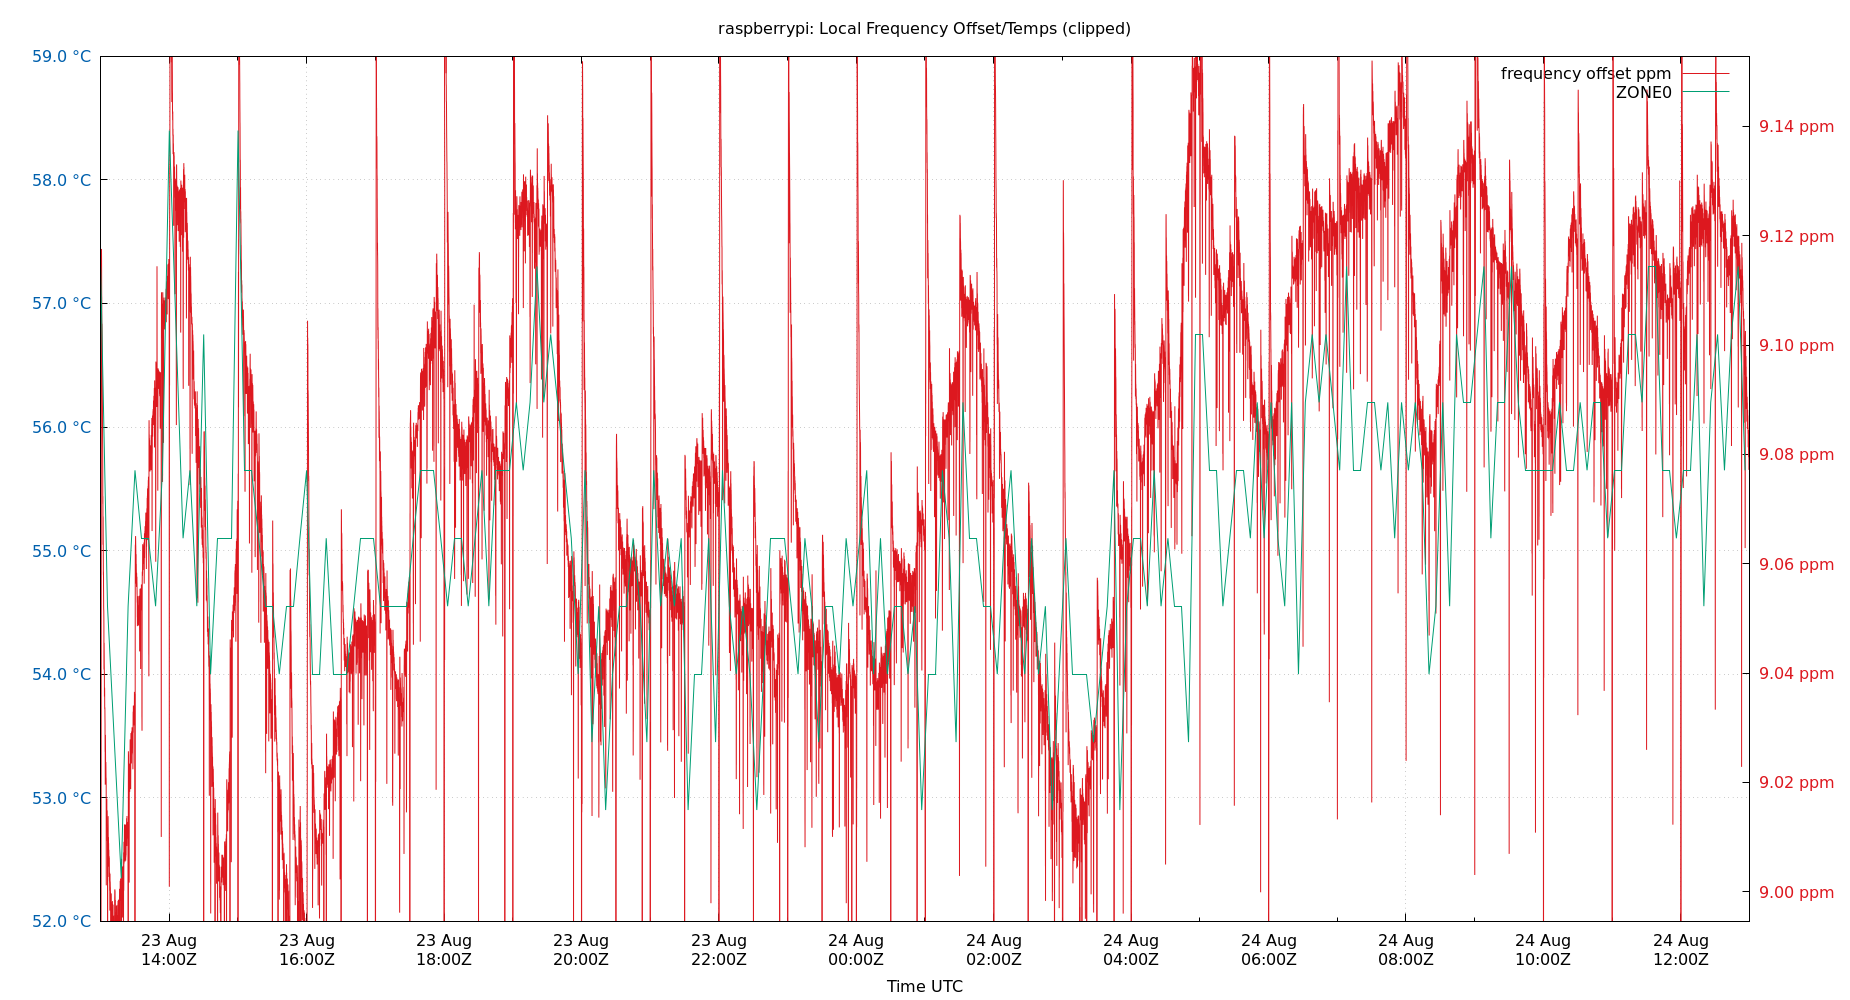 raspberrypi: Local Frequency Offset/Temps (clipped)
frequency offset ppm
ZONE0
59.0 °C
58.0 °C
57.0 °C
56.0 °C
55.0 °C
54.0 °C
53.0 °C
52.0 °C
9.14 ppm
9.12 ppm
9.10 ppm
9.08 ppm
9.06 ppm
9.04 ppm
9.02 ppm
9.00 ppm
23 Aug
14:00Z
23 Aug
16:00Z
23 Aug
18:00Z
23 Aug
20:00Z
23 Aug
22:00Z
24 Aug
00:00Z
24 Aug
02:00Z
24 Aug
04:00Z
24 Aug
06:00Z
24 Aug
08:00Z
24 Aug
10:00Z
24 Aug
12:00Z
Time UTC